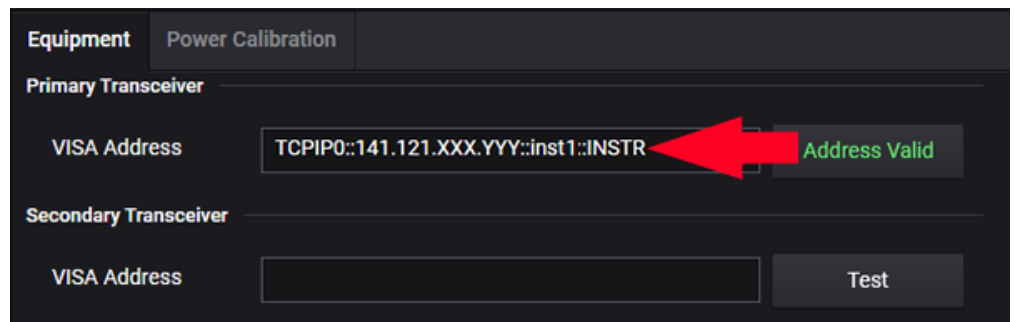 Equipment Power Calibration
Primary Transceiver
VISA Address TCPIP0::141.121.XXX.YYY::inst1::INSTR Address Valid
Secondary Transceiver
VISA Address Test